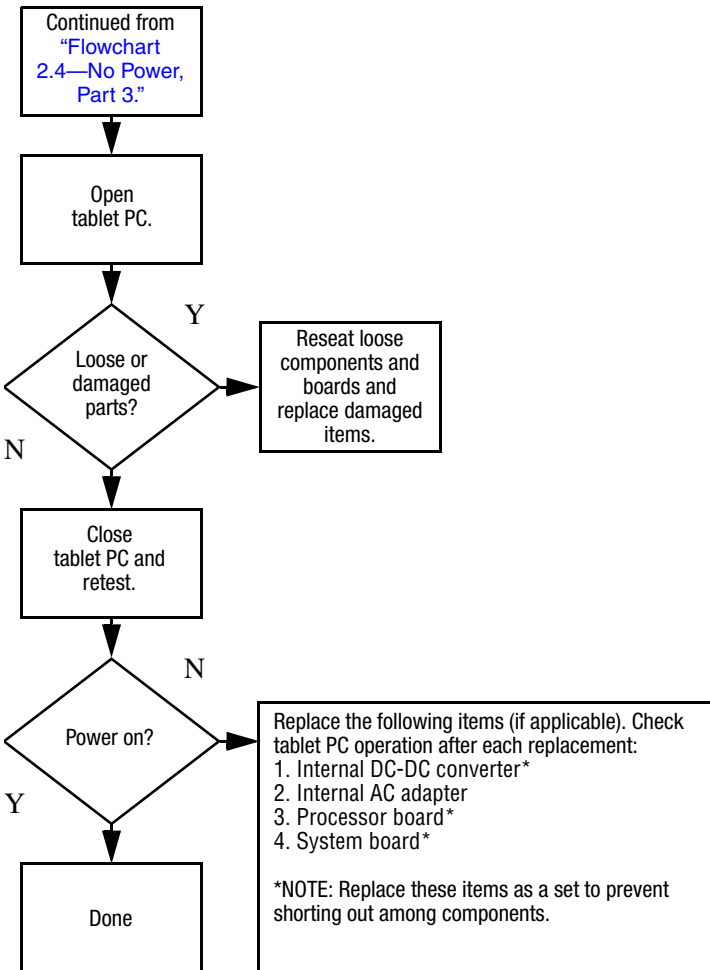 Continued from
“Flowchart
2.4—No Power,
Part 3.”
Open
tablet PC.
Y
Loose or
damaged
parts?
Reseat loose
components and
boards and
replace damaged
items.
N
Close
tablet PC and
retest.
N
Power on?
Replace the following items (if applicable). Check
tablet PC operation after each replacement:
1. Internal DC-DC converter*
2. Internal AC adapter
3. Processor board*
4. System board*
*NOTE: Replace these items as a set to prevent
shorting out among components.
Y
Done